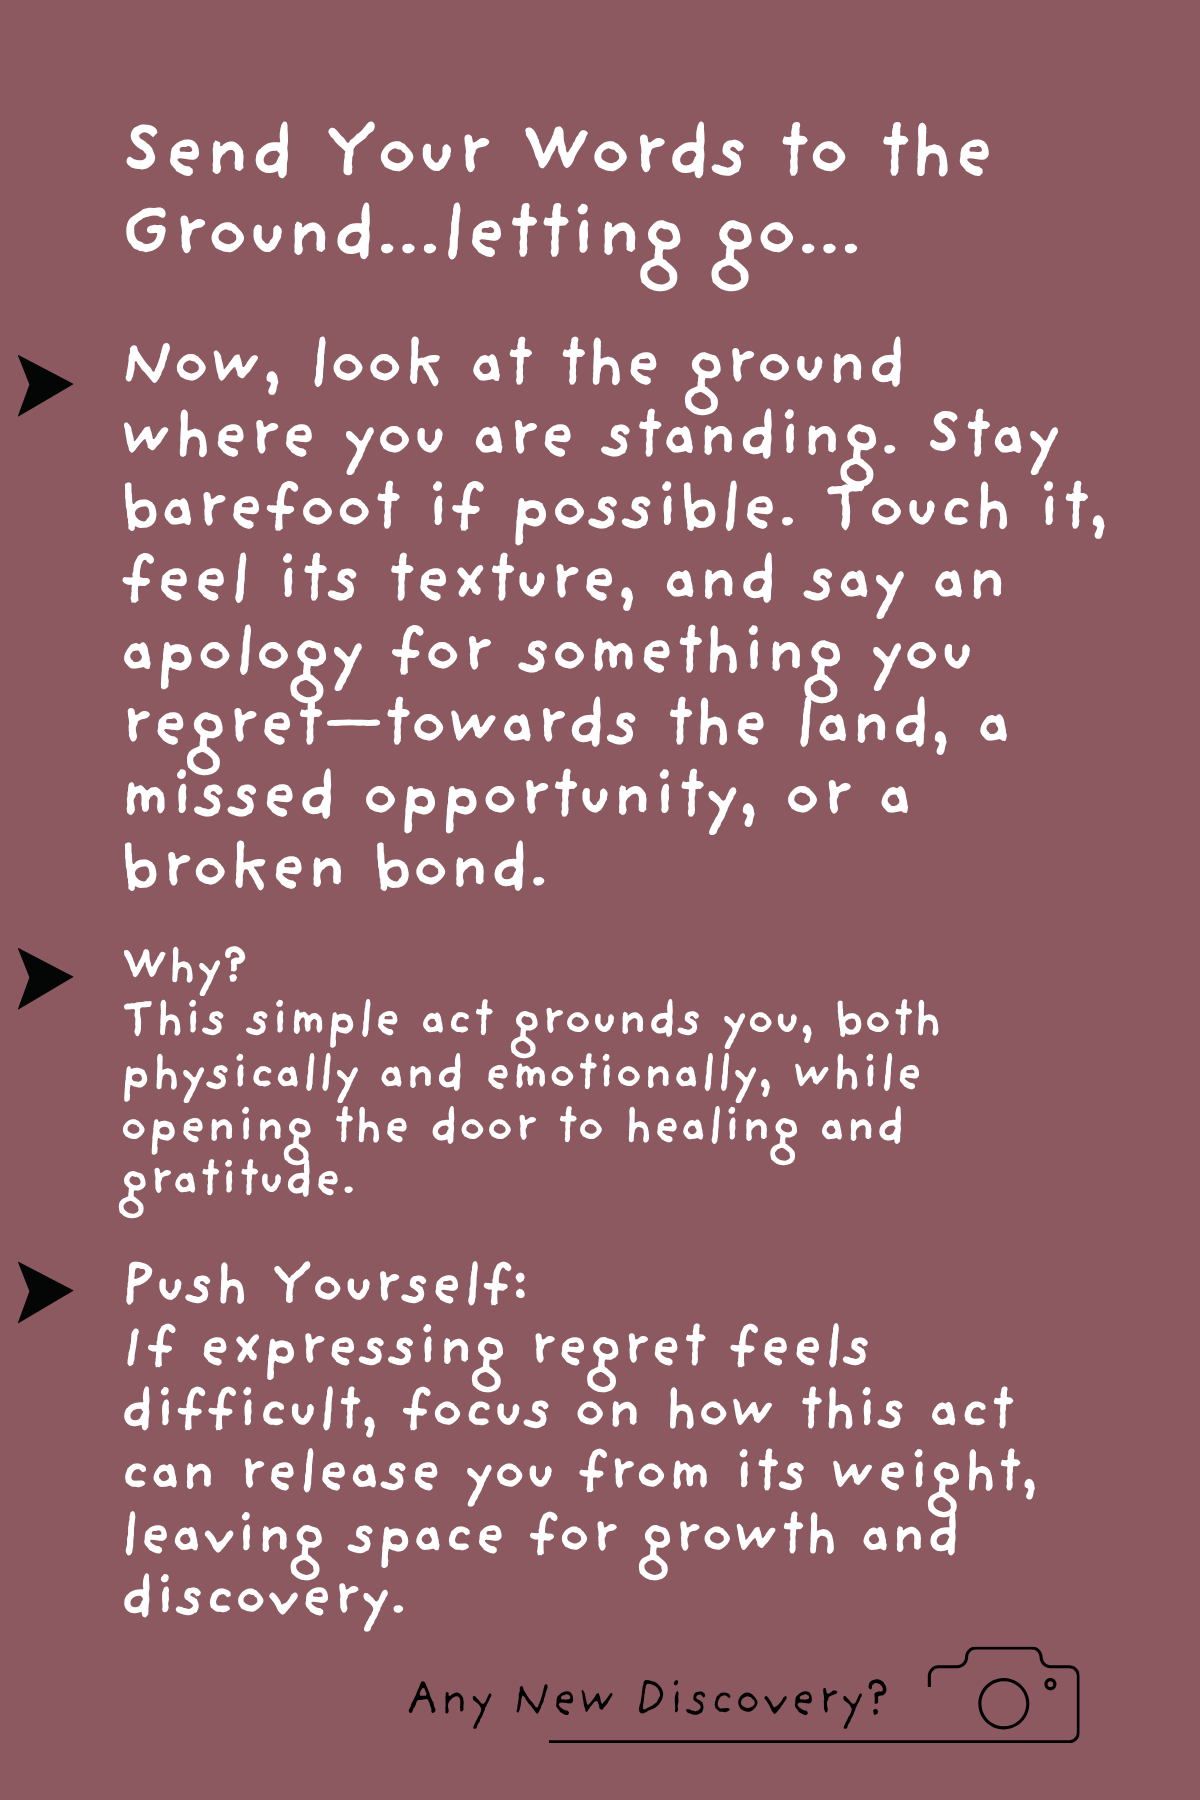 Send Your Words to the
Ground...letting go...
Now, look at the ground
where you are standing. Stay
barefoot if possible. Touch it,
feel its texture, and say an
apology for something you
regret—towards the land, a
missed opportunity, or a
broken bond.
Why?
This simple act grounds you, both
physically and emotionally, while
opening the door to healing and
gratitude.
Push Yourself:
If expressing regret feels
difficult, focus on how this act
can release you from its weight,
leaving space for growth and
discovery.
Any New Discovery?